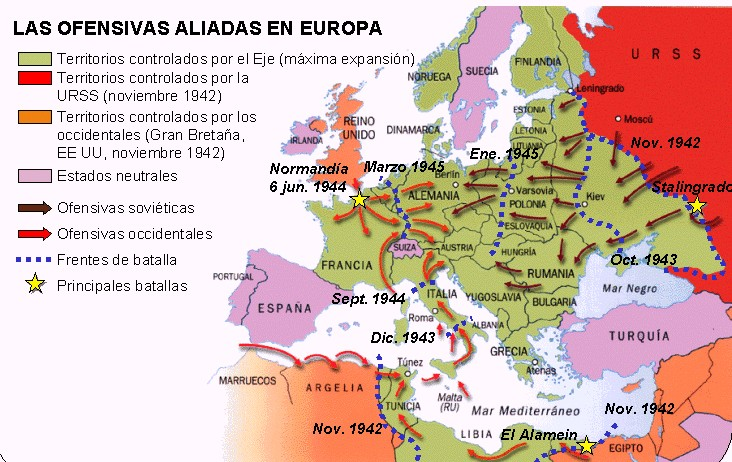 LAS OFENSIVAS ALIADAS EN EUROPA
Territorios controlados por el Eje (máxima expansión)
Territorios controlados por la
URSS (noviembre 1942)
Territorios controlados por los
occidentales (Gran Bretaña,
EE UU, noviembre 1942)
Estados neutrales
Ofensivas soviéticas
Ofensivas occidentales
Frentes de batalla
Principales batallas
URSS
FINLANDIA
SUECIA
NORUEGA
Leningrado
ESTONIA
Moscú
REINO
UNIDO
LETONIA
DINAMARCA
IRLANDA
LITUANIA
Nov. 1942
Normandía
6 jun. 1944
Marzo 1945
Ene. 1945
Berlín
Stalingrado
ALEMANIA
Varsovia
POLONIA
Kiev
ESLOVAQUIA
SUIZA
AUSTRIA
HUNGRÍA
Oct. 1943
FRANCIA
RUMANIA
PORTUGAL
Sept. 1944
ITALIA
YUGOSLAVIA
Mar Negro
ESPAÑA
BULGARIA
Roma
ALBANIA
Dic. 1943
TURQUÍA
GRECIA
Túnez
Atenas
MARRUECOS
ARGELIA
Malta
(RU)
TUNICIA
Mar Mediterráneo
Nov. 1942
Nov. 1942
LIBIA
El Alamein
EGIPTO